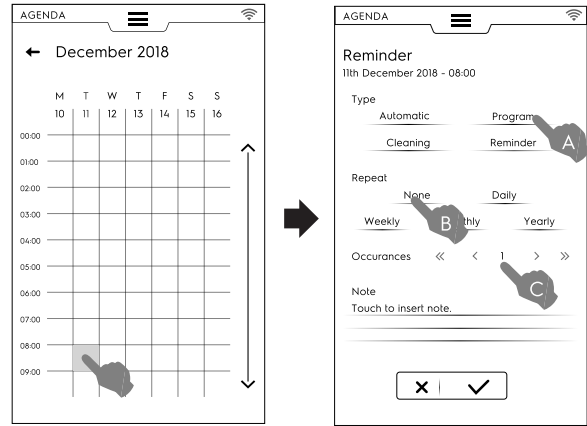 AGENDA
December 2018
M T W T F S S
10 11 12 13 14 15 16
00:00
01:00
02:00
03:00
04:00
05:00
06:00
07:00
08:00
09:00
AGENDA
Reminder
11th December 2018 - 08:00
Type
Automatic Program
Cleaning Reminder
A
Repeat
None Daily
Weekly thly Yearly
B
Occurances << < 1 > >>
C
Note
Touch to insert note.